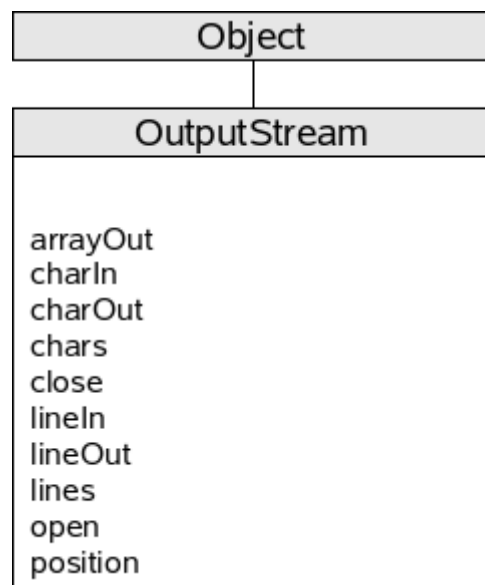 Object
OutputStream
arrayOut
charIn
charOut
chars
close
lineIn
lineOut
lines
open
position